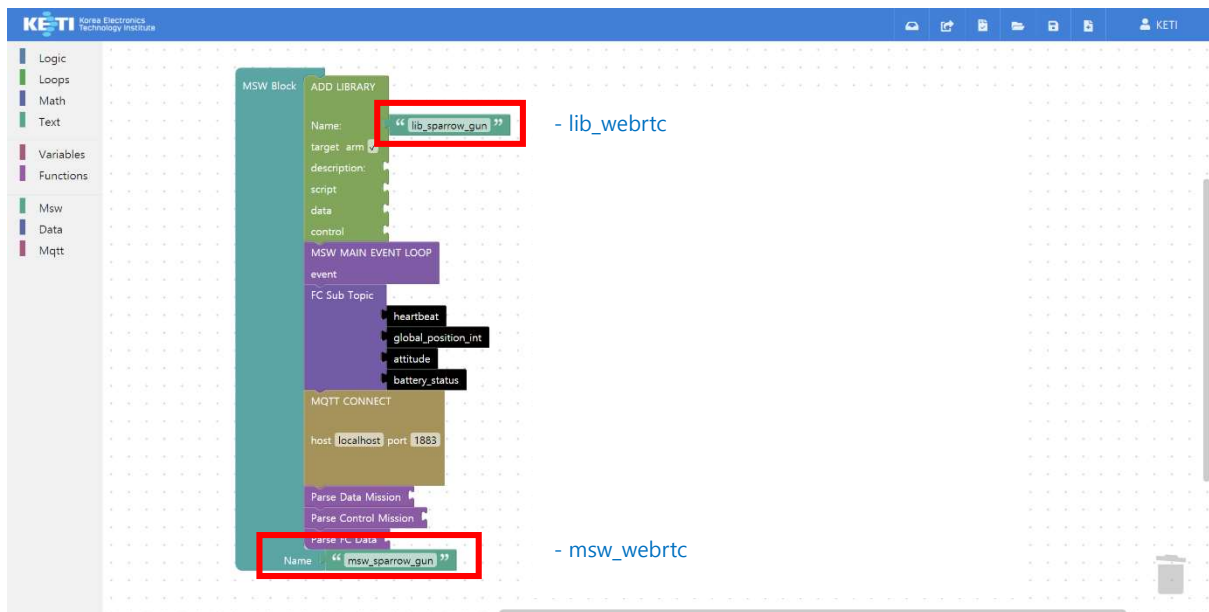 KETI Korea Electronics Technology Institute
KETI
Logic
Loops
Math
Text
Variables
Functions
Msw
Data
Mqtt
MSW Block
ADD LIBRARY
Name: “ lib_sparrow_gun ”
- lib_webrtc
target arm
description:
script
data
control
MSW MAIN EVENT LOOP
event
FC Sub Topic
heartbeat
global_position_int
attitude
battery_status
MQTT CONNECT
host localhost port 1883
Parse Data Mission
Parse Control Mission
Parse FC Data
Name “ msw_sparrow_gun ”
- msw_webrtc